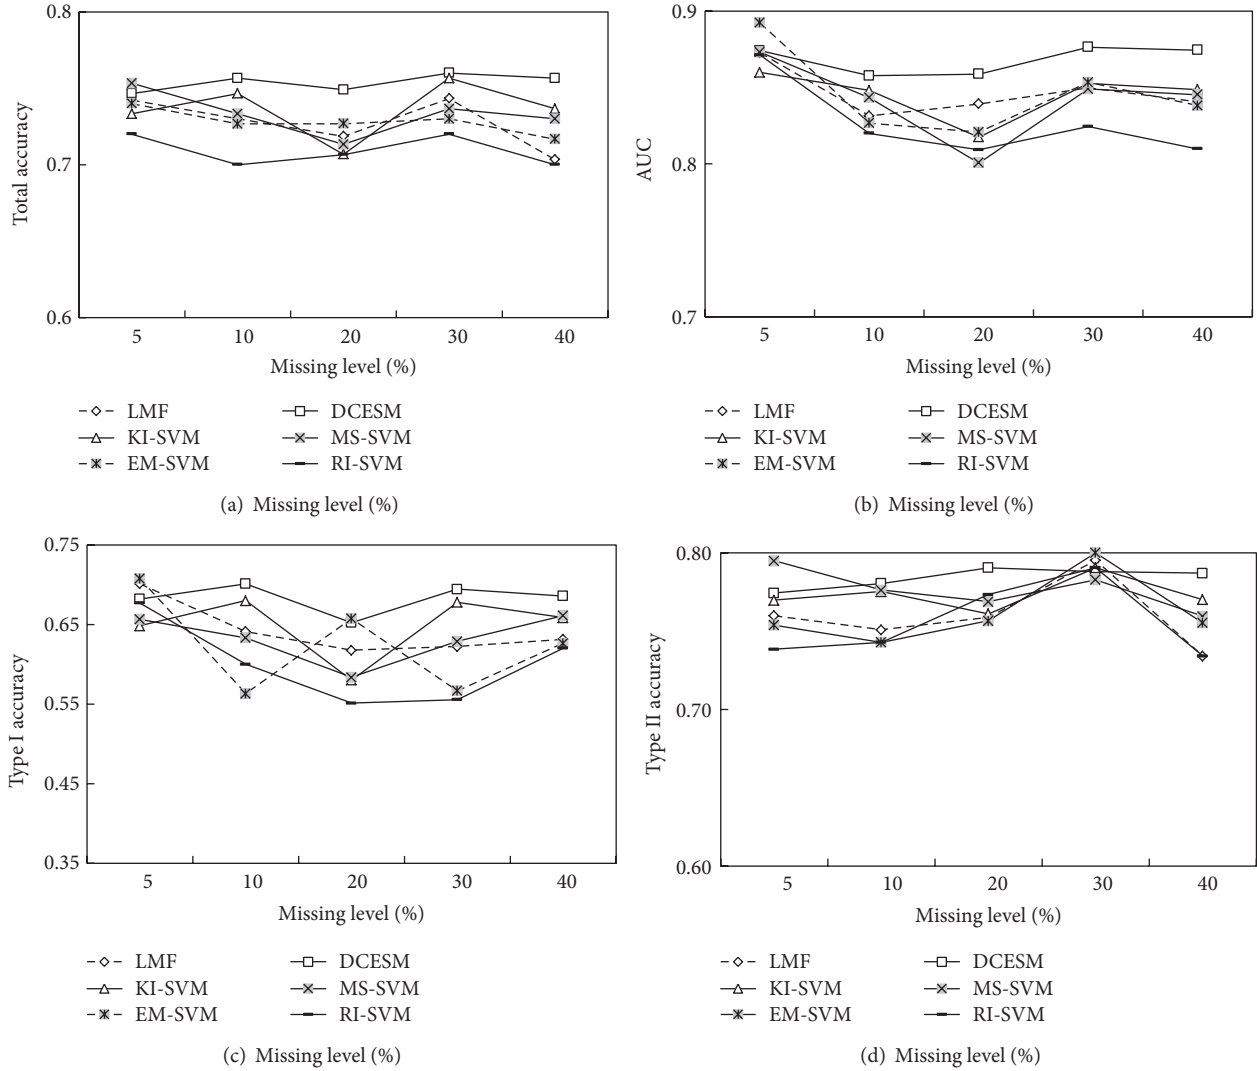 0.8
0.7
0.6
Total accuracy
5 10 20 30 40
Missing level (%)
LMF DCESM
KI-SVM MS-SVM
EM-SVM RI-SVM
(a) Missing level (%)
0.9
0.8
0.7
AUC
5 10 20 30 40
Missing level (%)
LMF DCESM
KI-SVM MS-SVM
EM-SVM RI-SVM
(b) Missing level (%)
0.75
0.65
0.55
0.45
0.35
Type I accuracy
5 10 20 30 40
Missing level (%)
LMF DCESM
KI-SVM MS-SVM
EM-SVM RI-SVM
(c) Missing level (%)
0.80
0.70
0.60
Type II accuracy
5 10 20 30 40
Missing level (%)
LMF DCESM
KI-SVM MS-SVM
EM-SVM RI-SVM
(d) Missing level (%)